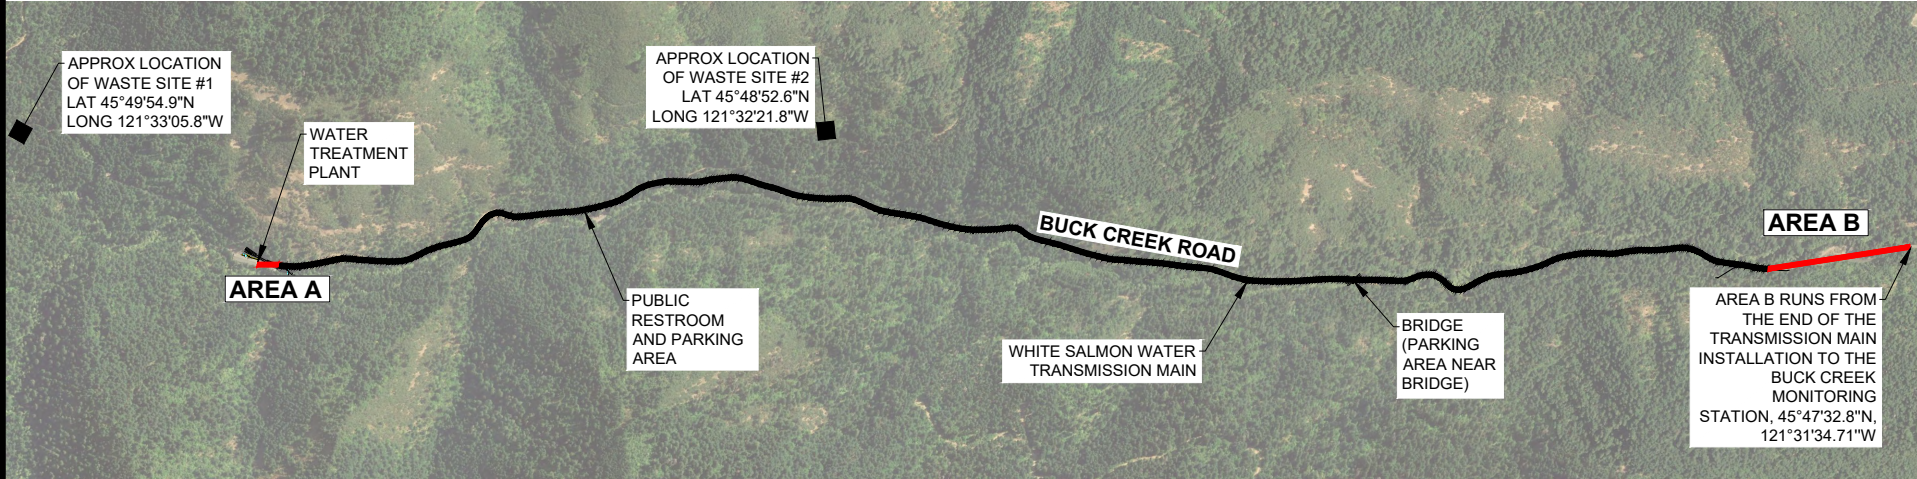 APPROX LOCATION
OF WASTE SITE #1
LAT 45°49'54.9"N
LONG 121°33'05.8"W
WATER
TREATMENT
PLANT
AREA A
PUBLIC
RESTROOM
AND PARKING
AREA
APPROX LOCATION
OF WASTE SITE #2
LAT 45°48'52.6"N
LONG 121°32'21.8"W
BUCK CREEK ROAD
WHITE SALMON WATER
TRANSMISSION MAIN
BRIDGE
(PARKING
AREA NEAR
BRIDGE)
AREA B
AREA B RUNS FROM
THE END OF THE
TRANSMISSION MAIN
INSTALLATION TO THE
BUCK CREEK
MONITORING
STATION, 45°47'32.8"N,
121°31'34.71"W